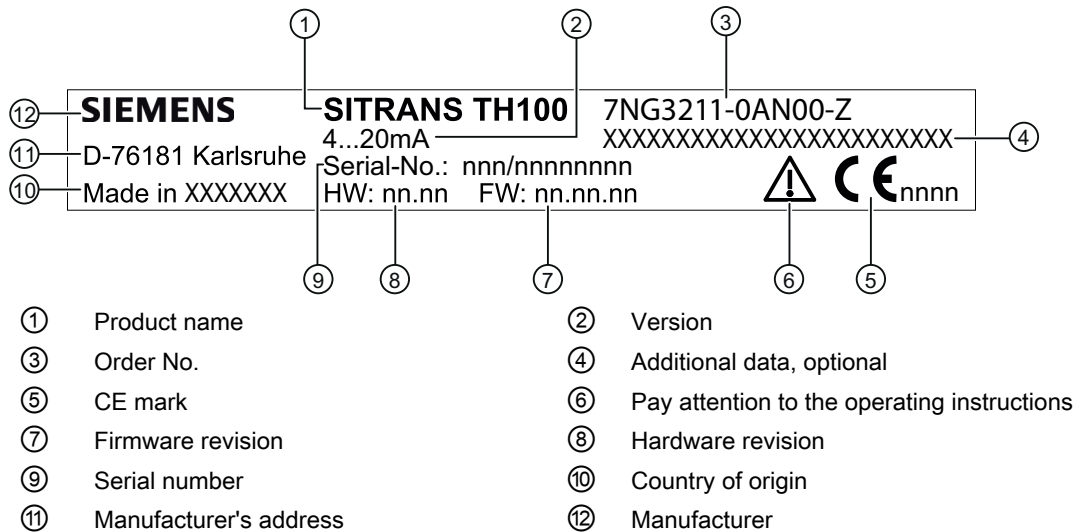 ① ② ③
⑫ SIEMENS SITRANS TH100 7NG3211-0AN00-Z
4...20mA XXXXXXXXXXXXXXXXXXXXXXXX ④
⑪ D-76181 Karlsruhe Serial-No.: nnn/nnnnnnnn
⑩ Made in XXXXXXX HW: nn.nn FW: nn.nn.nn CE nnnn
⑨ ⑧ ⑦ ⑥ ⑤
① Product name ② Version
③ Order No. ④ Additional data, optional
⑤ CE mark ⑥ Pay attention to the operating instructions
⑦ Firmware revision ⑧ Hardware revision
⑨ Serial number ⑩ Country of origin
⑪ Manufacturer's address ⑫ Manufacturer